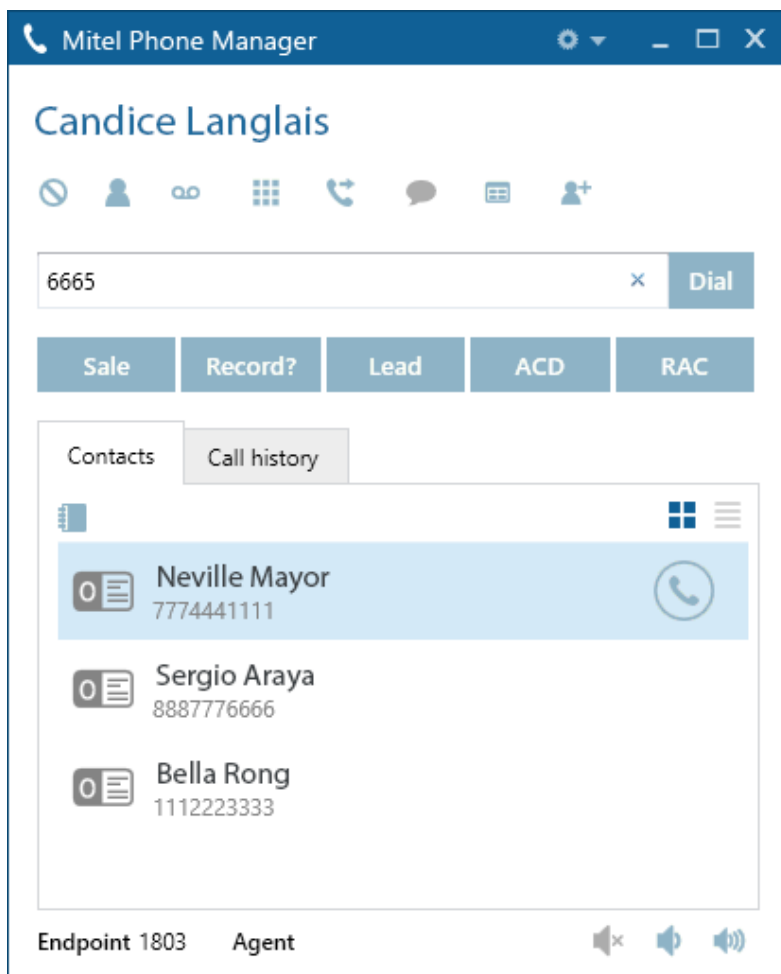 Mitel Phone Manager
Candice Langlais
6665
Dial
Sale Record? Lead ACD RAC
Contacts Call history
Neville Mayor
7774441111
Sergio Araya
8887776666
Bella Rong
1112223333
Endpoint 1803 Agent